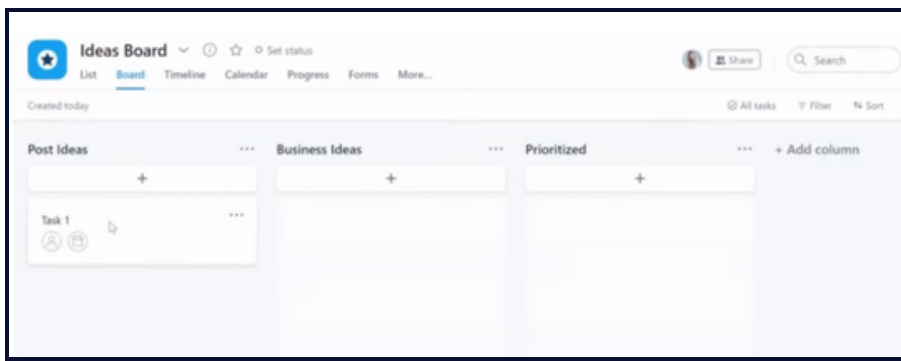 Ideas Board Set status
List Board Timeline Calendar Progress Forms More...
Share
Search
Created today
All tasks Filter Sort
Post Ideas Business Ideas Prioritized + Add column
+ + +
Task 1